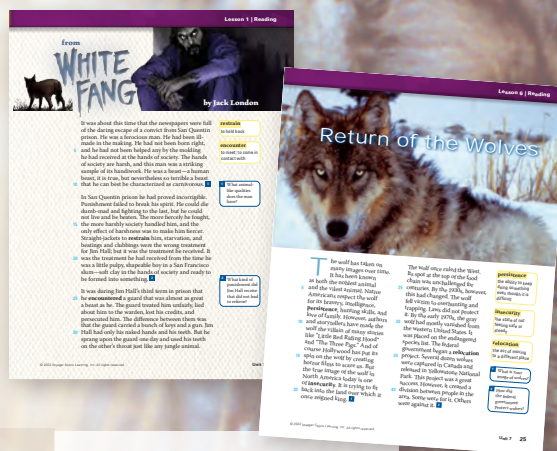 Lesson 1 | Reading
from
WHITE
FANG
by Jack London
It was about this time that the newspapers were full
of the daring escape of a convict from San Quentin
prison. He was a ferocious man. He had been ill-
made in the making. He had not been born right,
and he had not been helped any by the molding
he had received at the hands of society. The hands
of society are harsh, and this man was a striking
sample of its handiwork. He was a beast—a human
beast, it is true, but nevertheless so terrible a beast
that he can best be characterized as carnivorous.
In San Quentin prison he had proved incorrigible.
Punishment failed to break his spirit. He could die
dumb-mad and fighting to the last, but he could
not live and be beaten. The more fiercely he fought,
the more harshly society handled him, and the
only effect of harshness was to make him fiercer.
Straight-jackets to restrain him, starvation, and
beatings and clubbings were the wrong treatment
for Jim Hall; but it was the treatment he received. It
was the treatment he had received from the time he
was a little pulpy, shapeable boy in a San Francisco
slum—soft clay in the hands of society and ready to
be formed into something.
It was during Jim Hall's third term in prison that
he encountered a guard that was almost as great
a beast as he. The guard treated him unfairly, lied
about him to the warden, lost his credits, and
persecuted him. The difference between them was
that the guard carried a bunch of keys and a gun. Jim
Hall had only his naked hands and his teeth. But he
sprang upon the guard one day and used his teeth
on the other's throat just like any jungle animal.
restrain
to hold back
encounter
to meet; to come in
contact with
What animal-
like qualities
does the man
have?
What kind of
punishment did
Jim Hall receive
that did not lead
to reform?
Lesson 6 | Reading
Return of the Wolves
The wolf has taken on
many images over time.
It has been known
as both the noblest animal
and the vilest animal. Native
Americans respect the wolf
for its bravery, intelligence,
persistence, hunting skills, and
love of family. However, authors
and storytellers have made the
wolf the villain of many stories
like "Little Red Riding Hood"
and "The Three Pigs." And of
course Hollywood has put its
spin on the wolf by creating
horror films to scare us. But
the true image of the wolf in
North America today is one
of insecurity. It is trying to fit
back into the land over which it
once reigned king.
The wolf once ruled the West.
Its spot at the top of the food
chain was unchallenged for
centuries. By the 1930s, however,
this had changed. The wolf
fell victim to overhunting and
trapping. Laws did not protect
it. By the early 1970s, the gray
wolf had mostly vanished from
the western United States. It
was placed on the endangered
species list. The federal
government began a relocation
project. Several dozen wolves
were captured in Canada and
released in Yellowstone National
Park. This project was a great
success. However, it created a
division between people in the
area. Some were for it. Others
were against it.
persistence
the ability to keep
insecurity
the state of not
feeling safe or
relocation
the act of moving
to a different place
Unit 7 25